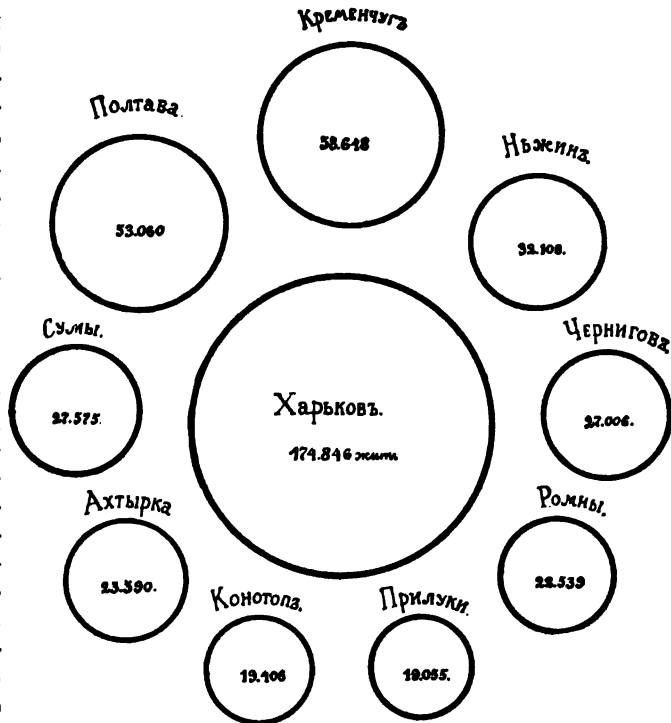 Кременчугъ
58.648
Полтава.
53.060
Нѣжинъ.
32.108.
Сумы.
27.575.
Черниговъ.
27.006.
Харьковъ.
174.846 жит
Ахтырка
23.390.
Ромны.
22.539
Конотопъ.
19.406
Прилуки.
19.055.